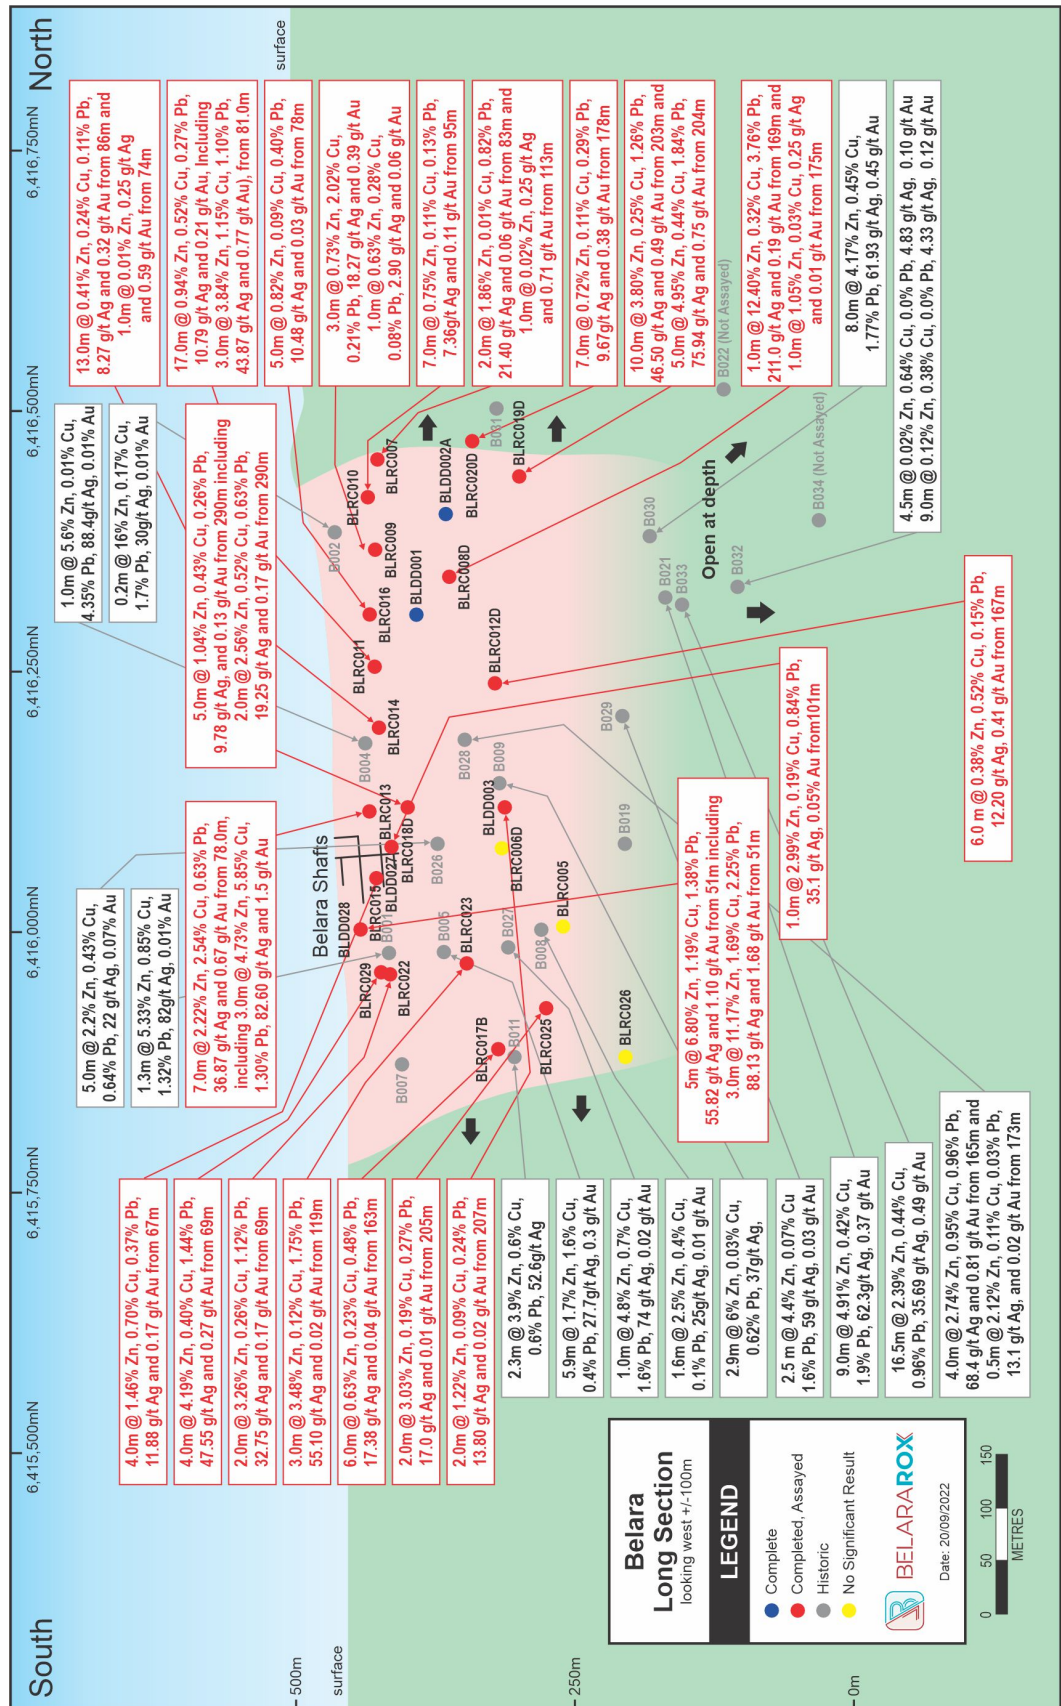 South
North
6,415,500mN
6,415,750mN
6,416,000mN
6,416,250mN
6,416,500mN
6,416,750mN
surface
surface
500m
250m
0m
13.0m @ 0.41% Zn, 0.24% Cu, 0.11% Pb,
8.27 g/t Ag and 0.32 g/t Au from 86m and
1.0m @ 0.01% Zn, 0.25 g/t Ag
and 0.59 g/t Au from 74m
17.0m @ 0.94% Zn, 0.52% Cu, 0.27% Pb,
10.79 g/t Ag and 0.21 g/t Au, Including
3.0m @ 3.84% Zn, 1.15% Cu, 1.10% Pb,
43.87 g/t Ag and 0.77 g/t Au), from 81.0m
5.0m @ 0.82% Zn, 0.09% Cu, 0.40% Pb,
10.48 g/t Ag and 0.03 g/t Au from 78m
3.0m @ 0.73% Zn, 2.02% Cu,
0.21% Pb, 18.27 g/t Ag and 0.39 g/t Au
1.0m @ 0.63% Zn, 0.28% Cu,
0.08% Pb, 2.90 g/t Ag and 0.06 g/t Au
7.0m @ 0.75% Zn, 0.11% Cu, 0.13% Pb,
7.36g/t Ag and 0.11 g/t Au from 95m
2.0m @ 1.86% Zn, 0.01% Cu, 0.82% Pb,
21.40 g/t Ag and 0.06 g/t Au from 83m and
1.0m @ 0.02% Zn, 0.25 g/t Ag
and 0.71 g/t Au from 113m
7.0m @ 0.72% Zn, 0.11% Cu, 0.29% Pb,
9.67g/t Ag and 0.38 g/t Au from 178m
10.0m @ 3.80% Zn, 0.25% Cu, 1.26% Pb,
46.50 g/t Ag and 0.49 g/t Au from 203m and
5.0m @ 4.95% Zn, 0.44% Cu, 1.84% Pb,
75.94 g/t Ag and 0.75 g/t Au from 204m
1.0m @ 12.40% Zn, 0.32% Cu, 3.76% Pb,
211.0 g/t Ag and 0.19 g/t Au from 169m and
1.0m @ 1.05% Zn, 0.03% Cu, 0.25 g/t Ag
and 0.01 g/t Au from 175m
8.0m @ 4.17% Zn, 0.45% Cu,
1.77% Pb, 61.93 g/t Ag, 0.45 g/t Au
4.5m @ 0.02% Zn, 0.64% Cu, 0.0% Pb, 4.83 g/t Ag, 0.10 g/t Au
9.0m @ 0.12% Zn, 0.38% Cu, 0.0% Pb, 4.33 g/t Ag, 0.12 g/t Au
1.0m @ 5.6% Zn, 0.01% Cu,
4.35% Pb, 88.4g/t Ag, 0.01% Au
0.2m @ 16% Zn, 0.17% Cu,
1.7% Pb, 30g/t Ag, 0.01% Au
5.0m @ 1.04% Zn, 0.43% Cu, 0.26% Pb,
9.78 g/t Ag, and 0.13 g/t Au from 290m including
2.0m @ 2.56% Zn, 0.52% Cu, 0.63% Pb,
19.25 g/t Ag and 0.17 g/t Au from 290m
5.0m @ 2.2% Zn, 0.43% Cu,
0.64% Pb, 22 g/t Ag, 0.07% Au
1.3m @ 5.33% Zn, 0.85% Cu,
1.32% Pb, 82g/t Ag, 0.01% Au
7.0m @ 2.22% Zn, 2.54% Cu, 0.63% Pb,
36.87 g/t Ag and 0.67 g/t Au from 78.0m,
including 3.0m @ 4.73% Zn, 5.85% Cu,
1.30% Pb, 82.60 g/t Ag and 1.5 g/t Au
4.0m @ 1.46% Zn, 0.70% Cu, 0.37% Pb,
11.88 g/t Ag and 0.17 g/t Au from 67m
4.0m @ 4.19% Zn, 0.40% Cu, 1.44% Pb,
47.55 g/t Ag and 0.27 g/t Au from 69m
2.0m @ 3.26% Zn, 0.26% Cu, 1.12% Pb,
32.75 g/t Ag and 0.17 g/t Au from 69m
3.0m @ 3.48% Zn, 0.12% Cu, 1.75% Pb,
55.10 g/t Ag and 0.02 g/t Au from 119m
6.0m @ 0.63% Zn, 0.23% Cu, 0.48% Pb,
17.38 g/t Ag and 0.04 g/t Au from 163m
2.0m @ 3.03% Zn, 0.19% Cu, 0.27% Pb,
17.0 g/t Ag and 0.01 g/t Au from 205m
2.0m @ 1.22% Zn, 0.09% Cu, 0.24% Pb,
13.80 g/t Ag and 0.02 g/t Au from 207m
2.3m @ 3.9% Zn, 0.6% Cu,
0.6% Pb, 52.6g/t Ag
5.9m @ 1.7% Zn, 1.6% Cu,
0.4% Pb, 27.7g/t Ag, 0.3 g/t Au
1.0m @ 4.8% Zn, 0.7% Cu,
1.6% Pb, 74 g/t Ag, 0.02 g/t Au
1.6m @ 2.5% Zn, 0.4% Cu,
0.1% Pb, 25g/t Ag, 0.01 g/t Au
2.9m @ 6% Zn, 0.03% Cu,
0.62% Pb, 37g/t Ag,
2.5 m @ 4.4% Zn, 0.07% Cu
1.6% Pb, 59 g/t Ag, 0.03 g/t Au
9.0m @ 4.91% Zn, 0.42% Cu,
1.9% Pb, 62.3g/t Ag, 0.37 g/t Au
16.5m @ 2.39% Zn, 0.44% Cu,
0.96% Pb, 35.69 g/t Ag, 0.49 g/t Au
4.0m @ 2.74% Zn, 0.95% Cu, 0.96% Pb,
68.4 g/t Ag and 0.81 g/t Au from 165m and
0.5m @ 2.12% Zn, 0.11% Cu, 0.03% Pb,
13.1 g/t Ag, and 0.02 g/t Au from 173m
5m @ 6.80% Zn, 1.19% Cu, 1.38% Pb,
55.82 g/t Ag and 1.10 g/t Au from 51m including
3.0m @ 11.17% Zn, 1.69% Cu, 2.25% Pb,
88.13 g/t Ag and 1.68 g/t Au from 51m
1.0m @ 2.99% Zn, 0.19% Cu, 0.84% Pb,
35.1 g/t Ag, 0.05% Au from101m
6.0 m @ 0.38% Zn, 0.52% Cu, 0.15% Pb,
12.20 g/t Ag, 0.41 g/t Au from 167m
Belara Shafts
B007
BLRC017B
B011
BLRC025
BLRC026
BLRC029
BLRC022
BLDD028
BLRC015
B001
BLDD027
B005
BLRC023
B027
B008
BLRC005
BLRC013
BLRC018D
B026
BLRC006D
BLDD003
B009
B028
B019
B029
B004
BLRC014
BLRC011
BLRC016
BLDD001
BLRC012D
B002
BLRC009
BLRC010
BLRC007
BLDD002A
BLRC008D
BLRC020D
BLRC019D
B031
B030
B021
B033
B032
B022 (Not Assayed)
B034 (Not Assayed)
Open at depth
Belara
Long Section
looking west +/-100m
LEGEND
Complete
Completed, Assayed
Historic
No Significant Result
BELARAROX
Date: 20/09/2022
0
50
100
150
METRES